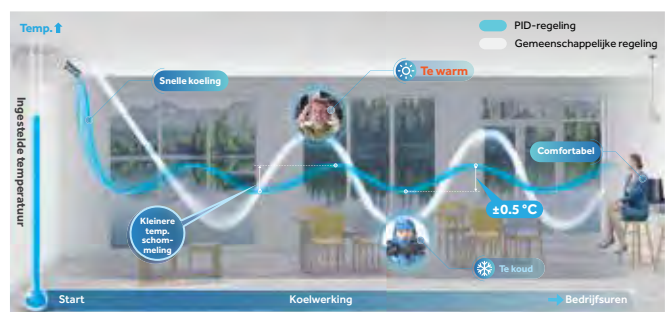 Temp.
PID-regeling
Gemeenschappelijke regeling
Snelle koeling
Te warm
Ingestelde temperatuur
Comfortabel
±0.5 °C
Kleinere
temp.
schom-
meling
Te koud
Start
Koelwerking
Bedrijfsuren